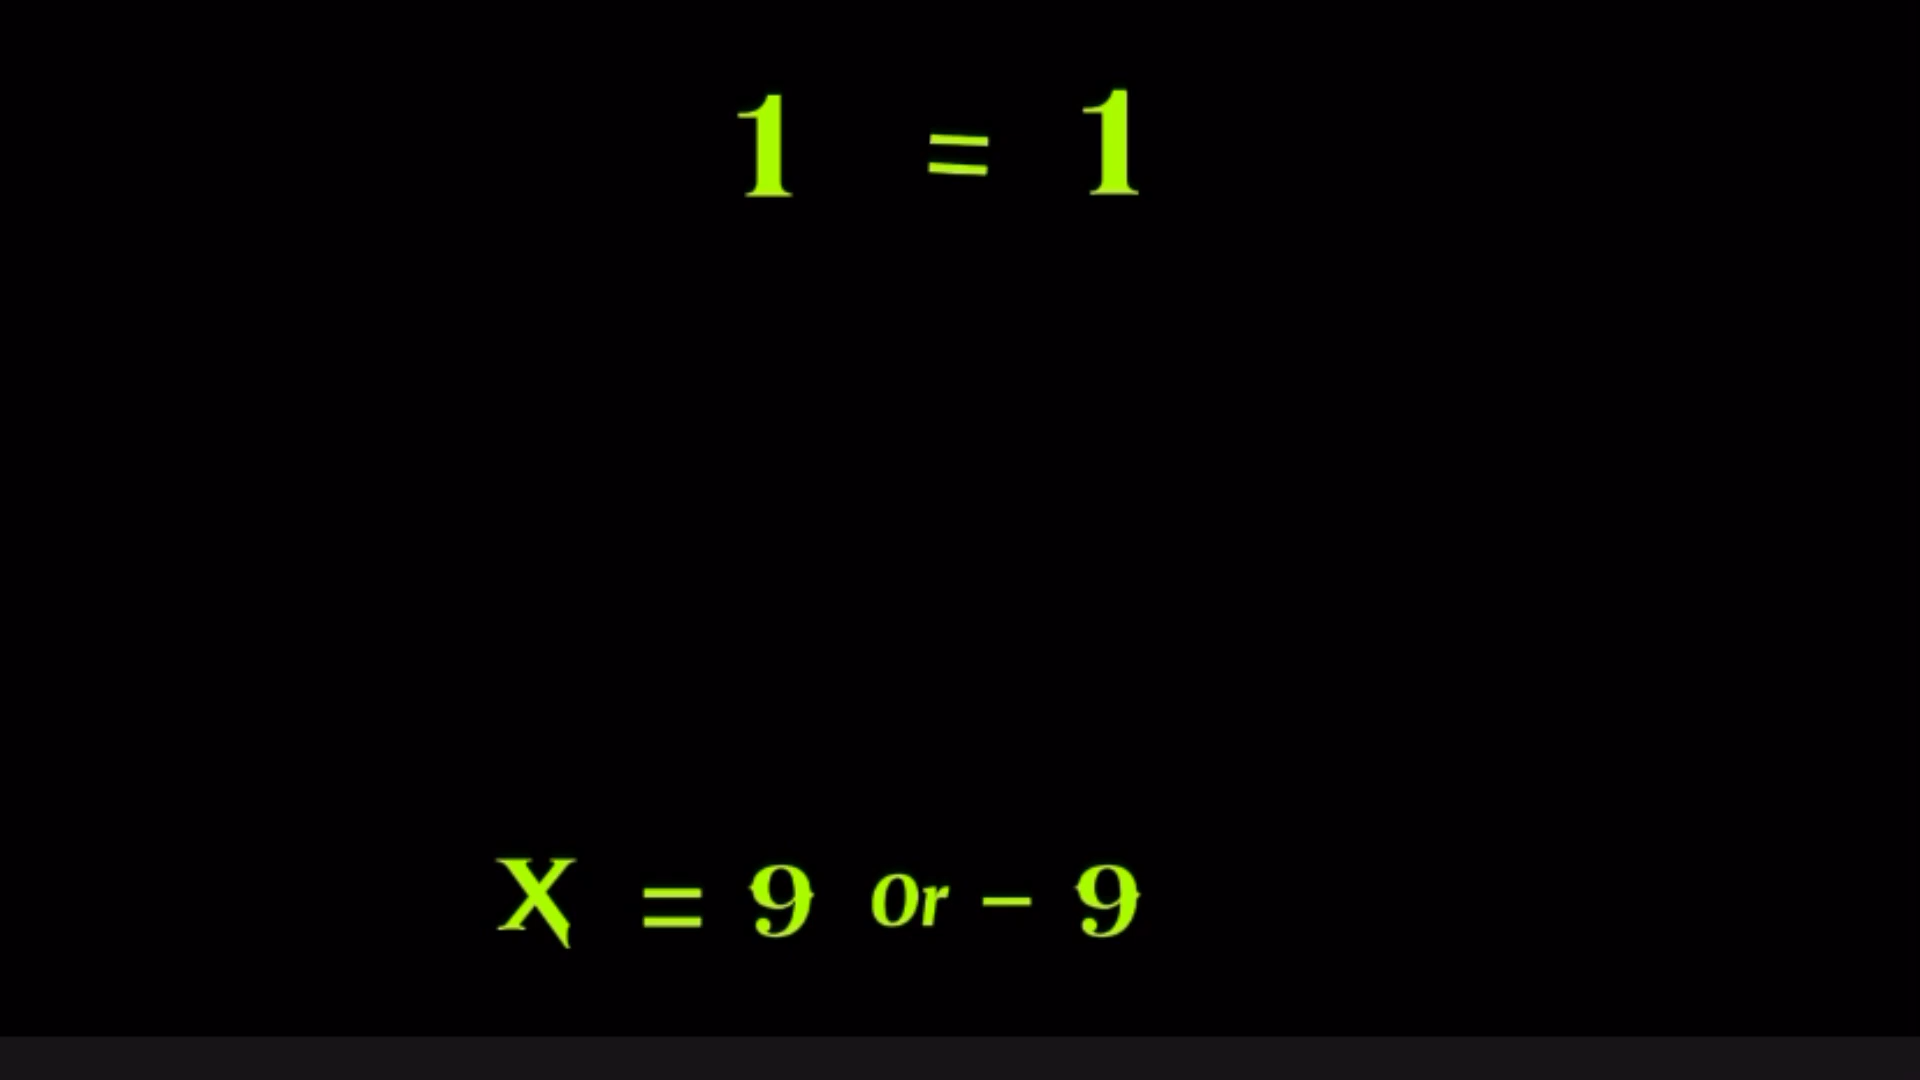 1 = 1
X = 9 Or - 9